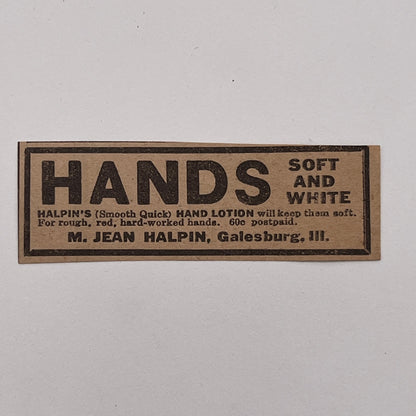 HANDS SOFT AND WHITE
HALPIN'S (Smooth Quick) HAND LOTION will keep them soft.
For rough, red, hard-worked hands. 60c postpaid.
M. JEAN HALPIN, Galesburg, Ill.